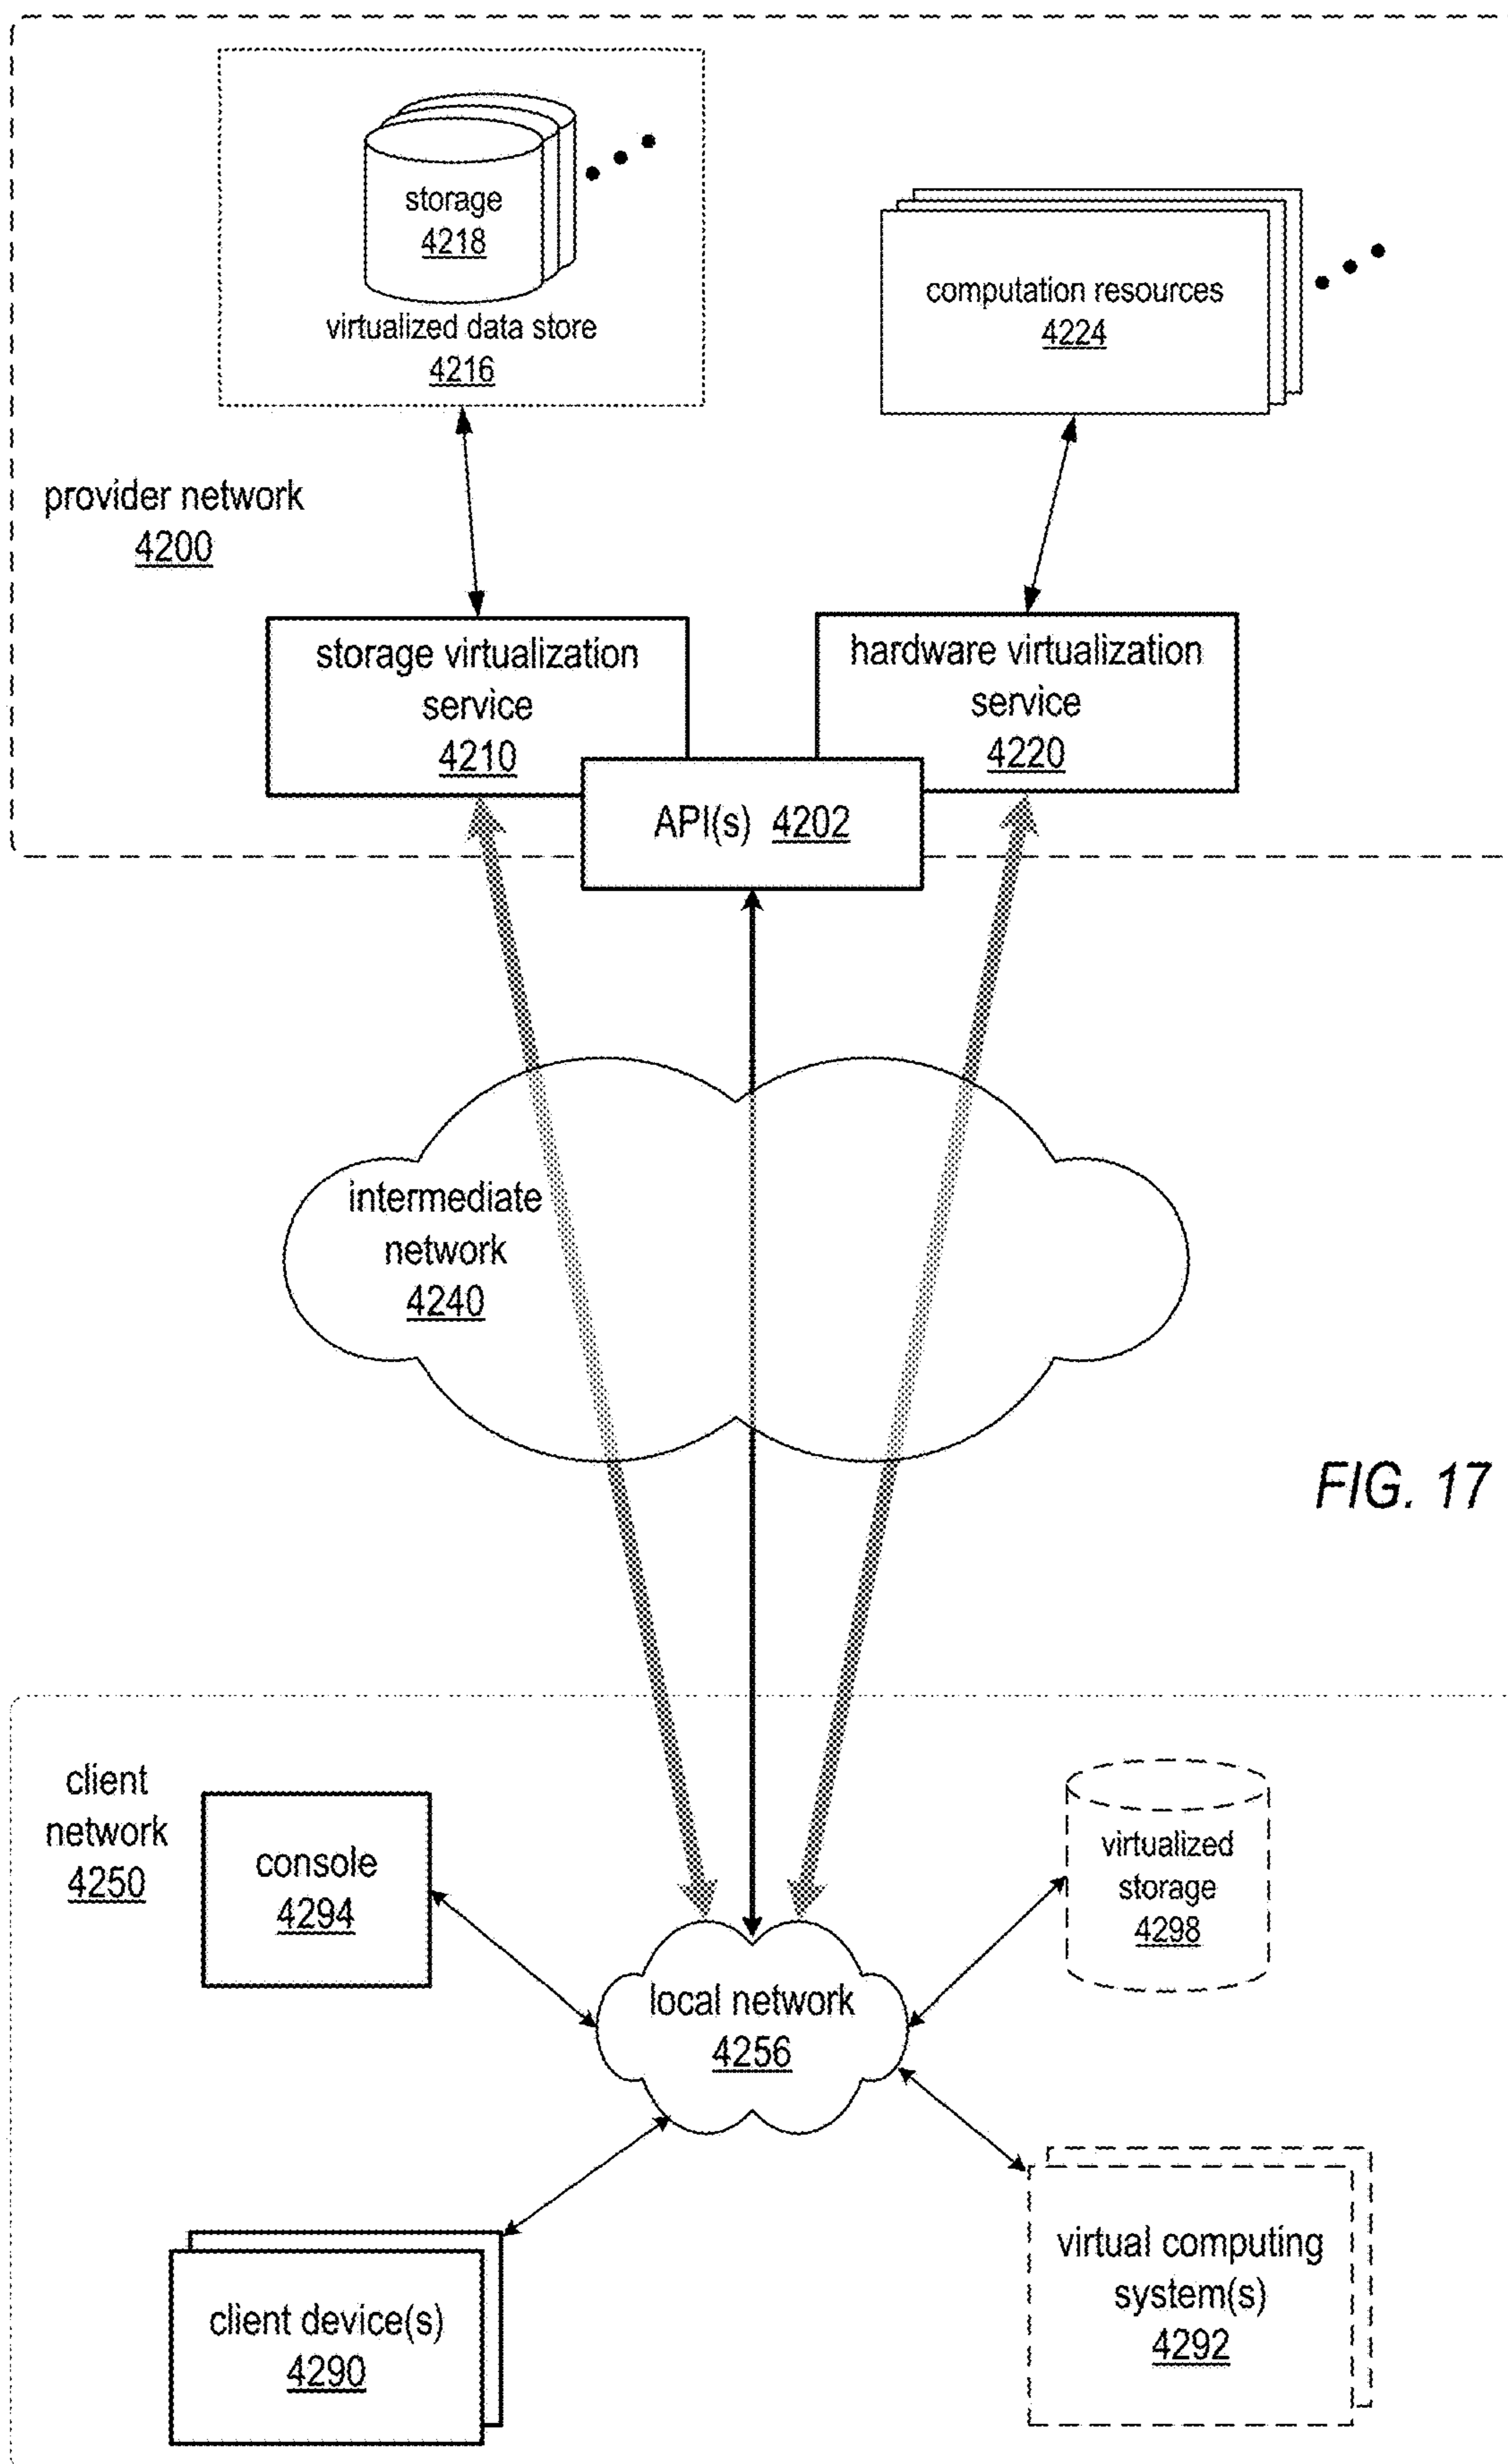 storage
4218
virtualized data store
4216
computation resources
4224
provider network
4200
storage virtualization
service
4210
hardware virtualization
service
4220
API(s) 4202
intermediate
network
4240
FIG. 17
client
network
4250
console
4294
virtualized
storage
4298
local network
4256
client device(s)
4290
virtual computing
system(s)
4292